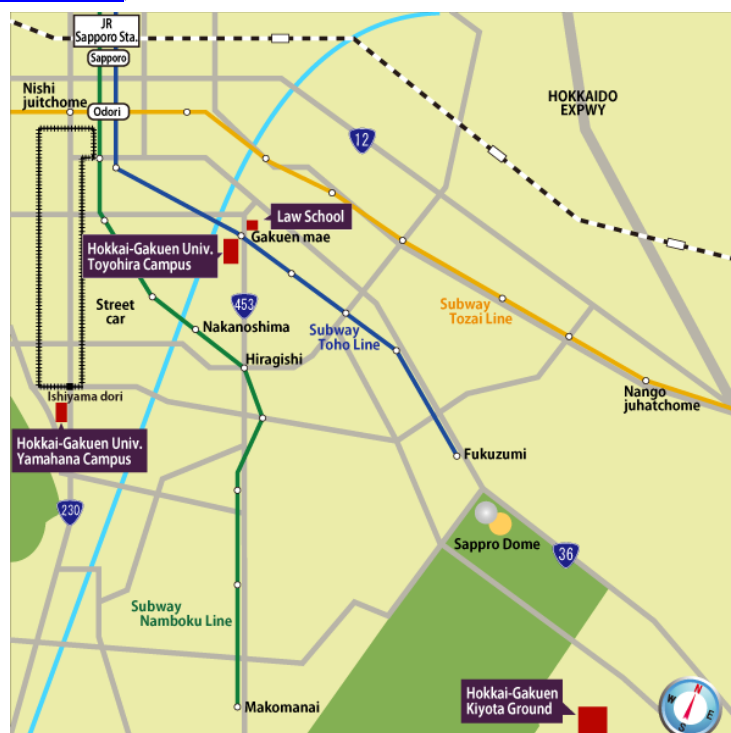 JR
Sapporo Sta.
Sapporo
Nishi
juitchome
Odori
HOKKAIDO
EXPWY
12
Law School
Gakuen mae
Hokkai-Gakuen Univ.
Toyohira Campus
Street
car
453
Nakanoshima
Subway
Toho Line
Subway
Tozai Line
Hiragishi
Ishiyama dori
Nango
juhatchome
Hokkai-Gakuen Univ.
Yamahana Campus
Fukuzumi
230
Sappro Dome
36
Subway
Namboku Line
Makomanai
Hokkai-Gakuen
Kiyota Ground
N
W
E
S